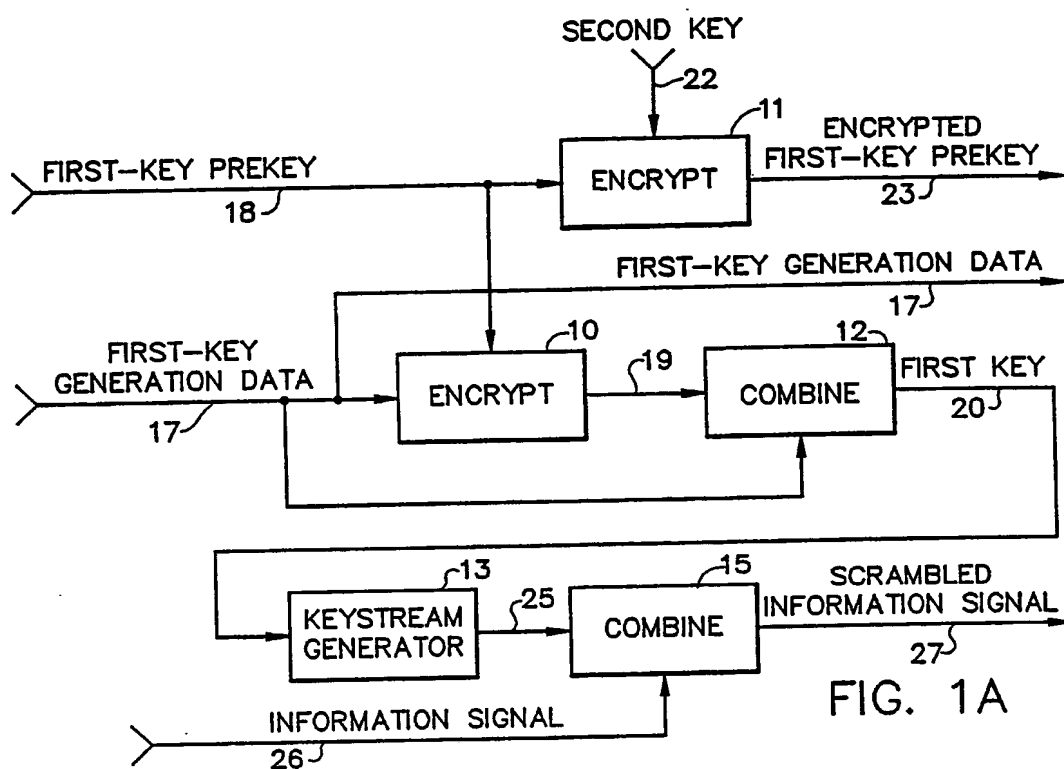 SECOND KEY
22
11
ENCRYPT
ENCRYPTED
FIRST-KEY PREKEY
23
FIRST-KEY PREKEY
18
FIRST-KEY GENERATION DATA
17
FIRST-KEY
GENERATION DATA
17
10
ENCRYPT
19
12
COMBINE
FIRST KEY
20
13
KEYSTREAM
GENERATOR
25
15
COMBINE
SCRAMBLED
INFORMATION SIGNAL
27
INFORMATION SIGNAL
26
FIG. 1A